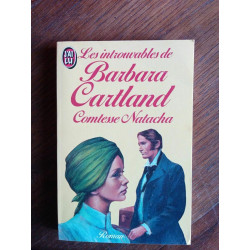 J'AI
LU
Les introuvables de
Barbara
Cartland
Comtesse Natacha
Roman